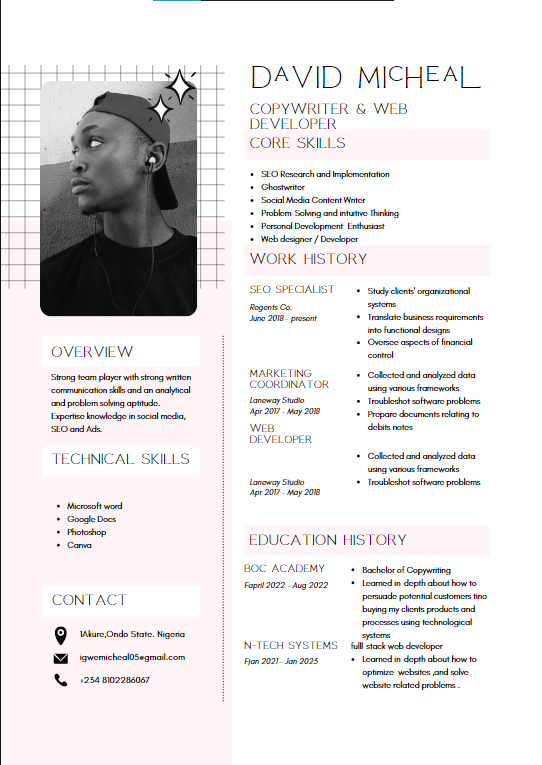 DAVID MICHEAL
COPYWRITER & WEB
DEVELOPER
CORE SKILLS
• SEO Research and Implementation
• Ghostwriter
• Social Media Content Writer
• Problem-Solving and intuitive Thinking
• Personal Development Enthusiast
• Web designer / Developer
WORK HISTORY
SEO SPECIALIST
Regents Co.
June 2018 - present
• Study clients' organizational
systems
• Translate business requirements
into functional designs
• Oversee aspects of financial
control
MARKETING
COORDINATOR
Laneway Studio
Apr 2017 - May 2018
• Collected and analyzed data
using various frameworks
• Troubleshot software problems
• Prepare documents relating to
debits notes
WEB
DEVELOPER
Laneway Studio
Apr 2017 - May 2018
• Collected and analyzed data
using various frameworks
• Troubleshot software problems
EDUCATION HISTORY
BOC ACADEMY
Fapril 2022 - Aug 2022
• Bachelor of Copywriting
• Learned in-depth about how to
persuade potential customers tino
buying my clients products and
processes using technological
systems
N-TECH SYSTEMS
Fjan 2021 - Jan 2023
fulll stack web developer
• Learned in-depth about how to
optimize websites ,and solve
website related problems .
OVERVIEW
Strong team player with strong written
communication skills and an analytical
and problem solving aptitude.
Expertise knowledge in social media,
SEO and Ads.
TECHNICAL SKILLS
• Microsoft word
• Google Docs
• Photoshop
• Canva
CONTACT
1Akure,Ondo State. Nigeria
igwemicheal05@gmail.com
+234 8102286067